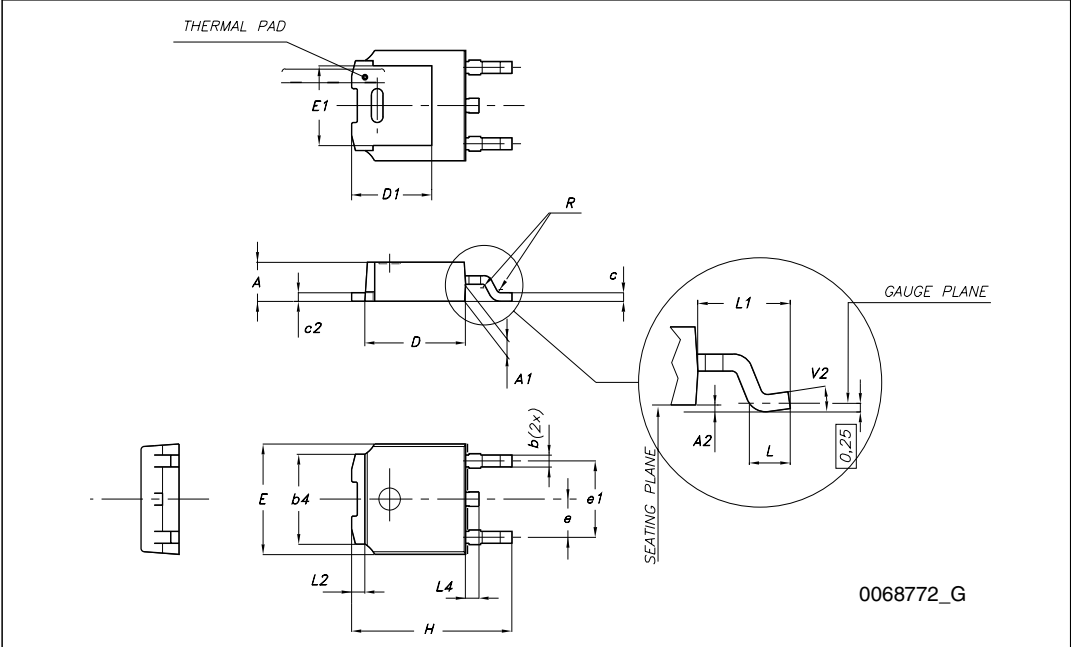 THERMAL PAD
E1
D1
R
A
c
c2
D
A1
L1
GAUGE PLANE
V2
A2
L
0,25
SEATING PLANE
b(2x)
E
b4
e
e1
L2
L4
H
0068772_G